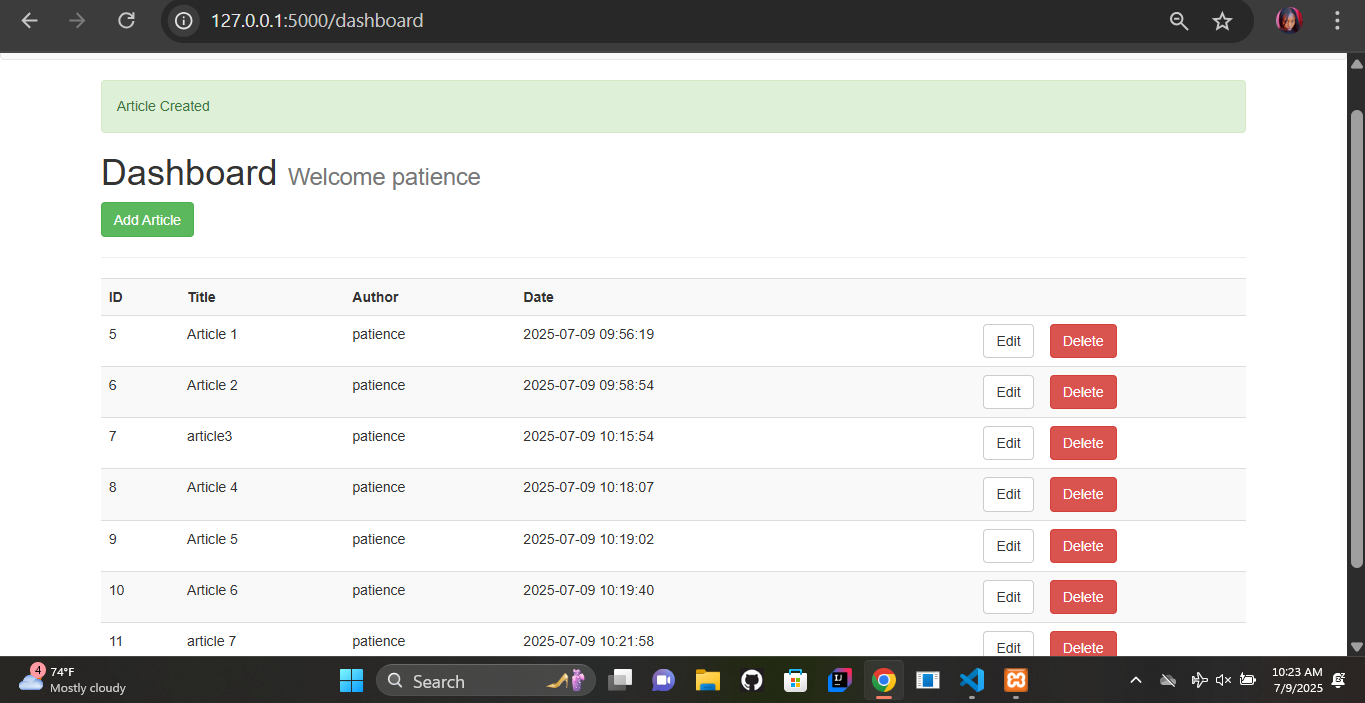 127.0.0.1:5000/dashboard
Article Created
Dashboard Welcome patience
Add Article
ID Title Author Date
5 Article 1 patience 2025-07-09 09:56:19 Edit Delete
6 Article 2 patience 2025-07-09 09:58:54 Edit Delete
7 article3 patience 2025-07-09 10:15:54 Edit Delete
8 Article 4 patience 2025-07-09 10:18:07 Edit Delete
9 Article 5 patience 2025-07-09 10:19:02 Edit Delete
10 Article 6 patience 2025-07-09 10:19:40 Edit Delete
11 article 7 patience 2025-07-09 10:21:58 Edit Delete
4 74°F
Mostly cloudy
Search
10:23 AM
7/9/2025